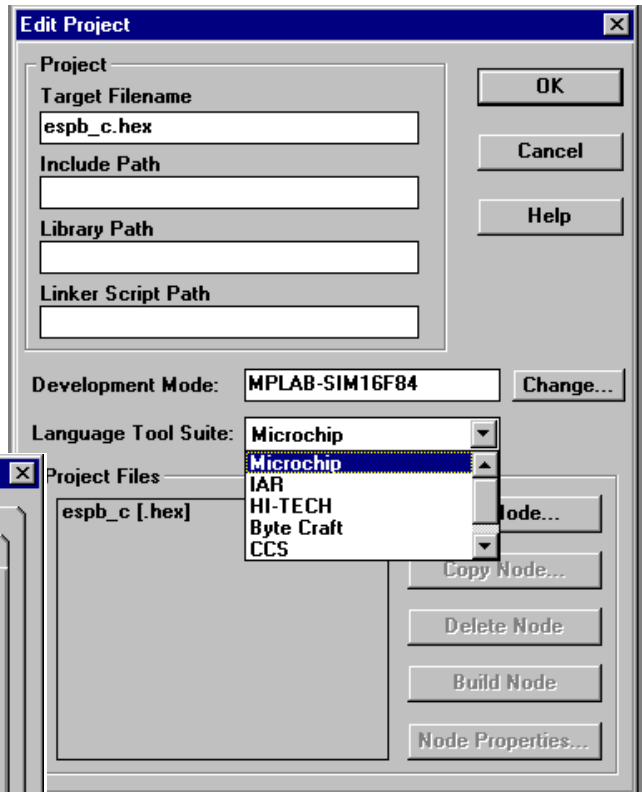 Edit Project
Project
Target Filename
espb_c.hex
Include Path
Library Path
Linker Script Path
OK
Cancel
Help
Development Mode:
MPLAB-SIM16F84
Change...
Language Tool Suite:
Microchip
Microchip
IAR
HI-TECH
Byte Craft
CCS
Project Files
espb_c [.hex]
Node...
Copy Node...
Delete Node
Build Node
Node Properties...